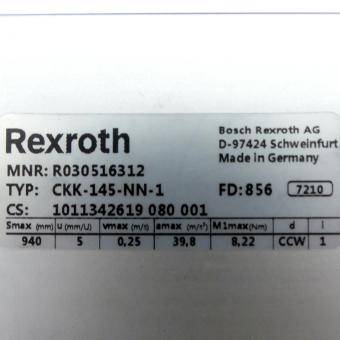 Rexroth
Bosch Rexroth AG
D-97424 Schweinfurt
Made in Germany
MNR: R030516312
TYP: CKK-145-NN-1 FD: 856 7210
CS: 1011342619 080 001
Smax (mm) u (mm/U) vmax (m/s) amax (m/s²) M1max(Nm) d i
940 5 0,25 39,8 8,22 CCW 1